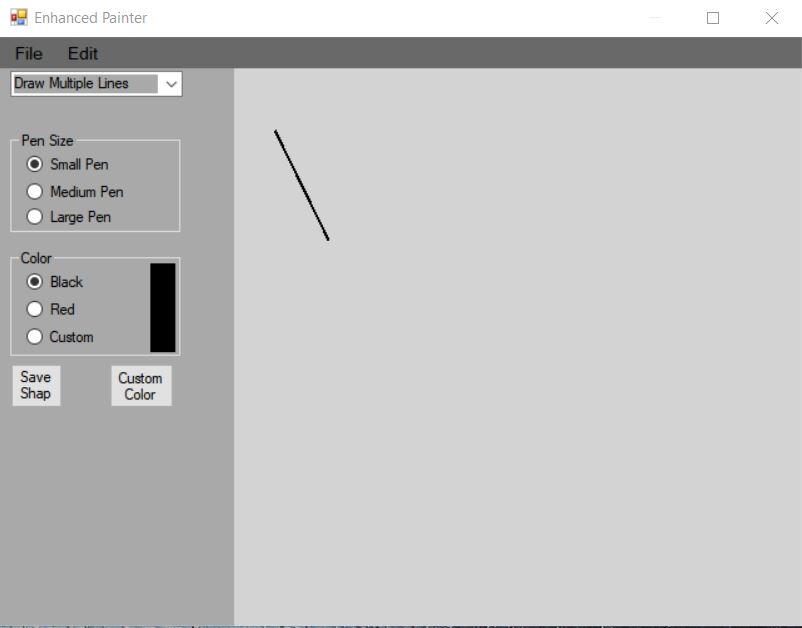 Enhanced Painter
File Edit
Draw Multiple Lines
Pen Size
Small Pen
Medium Pen
Large Pen
Color
Black
Red
Custom
Save
Shap
Custom
Color